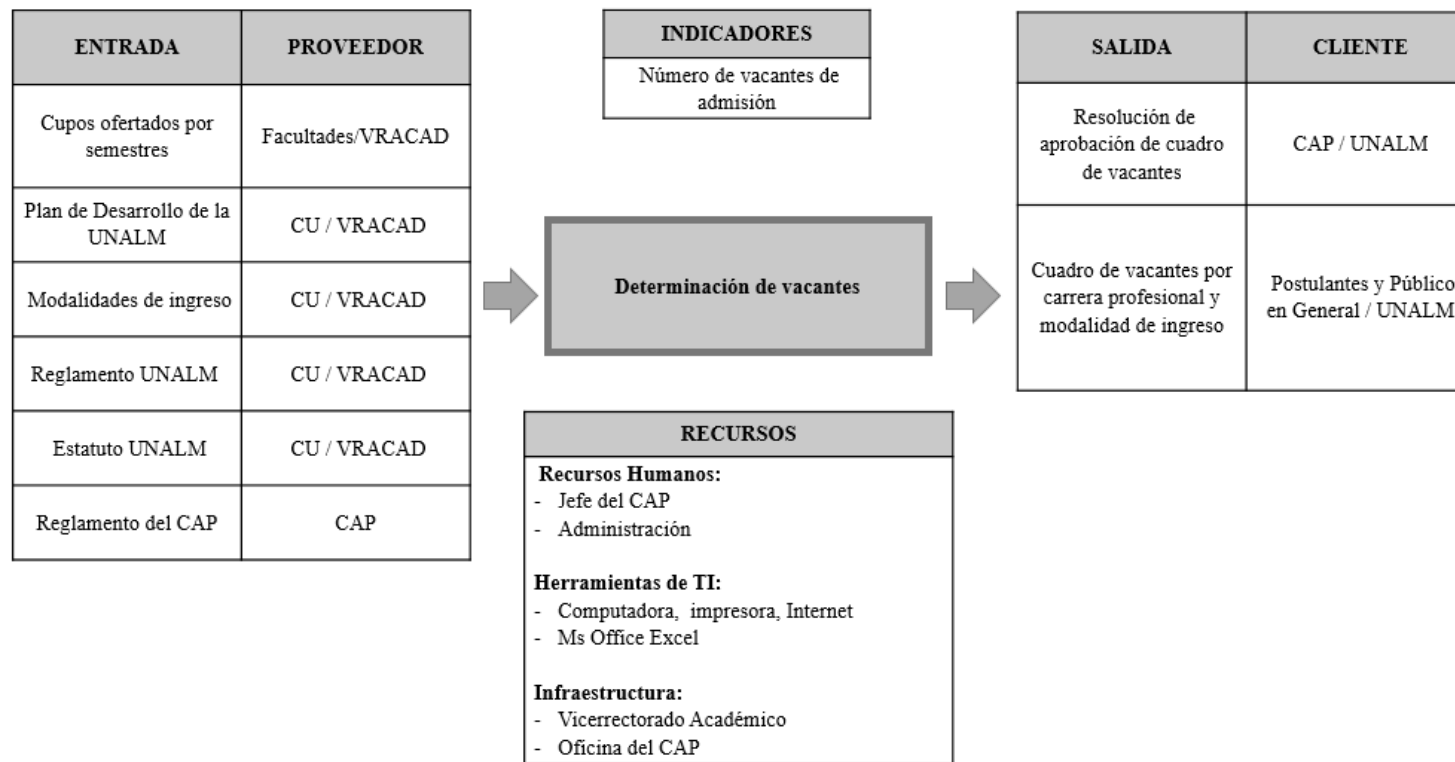 ENTRADA
PROVEEDOR
Cupos ofertados por
semestres
Facultades/VRACAD
Plan de Desarrollo de la
UNALM
CU / VRACAD
Modalidades de ingreso
CU / VRACAD
Reglamento UNALM
CU / VRACAD
Estatuto UNALM
CU / VRACAD
Reglamento del CAP
CAP
INDICADORES
Número de vacantes de
admisión
Determinación de vacantes
RECURSOS
Recursos Humanos:
- Jefe del CAP
- Administración
Herramientas de TI:
- Computadora, impresora, Internet
- Ms Office Excel
Infraestructura:
- Vicerrectorado Académico
- Oficina del CAP
SALIDA
CLIENTE
Resolución de
aprobación de cuadro
de vacantes
CAP / UNALM
Cuadro de vacantes por
carrera profesional y
modalidad de ingreso
Postulantes y Público
en General / UNALM